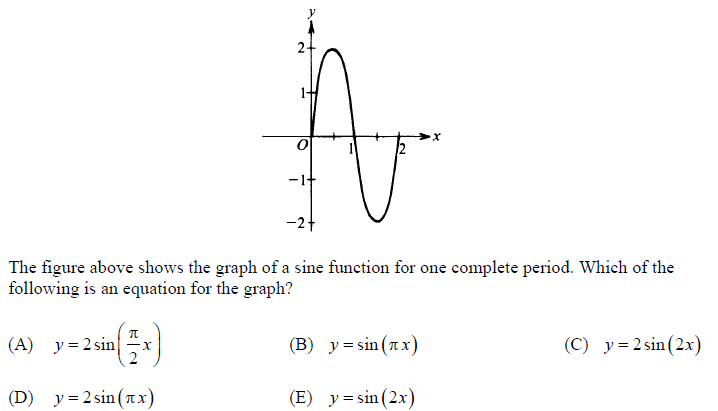 y
2
1
O
1
2
x
−1
−2
The figure above shows the graph of a sine function for one complete period. Which of the
following is an equation for the graph?
(A) y = 2 sin(π/2 x) (B) y = sin(πx) (C) y = 2 sin(2x)
(D) y = 2 sin(πx) (E) y = sin(2x)